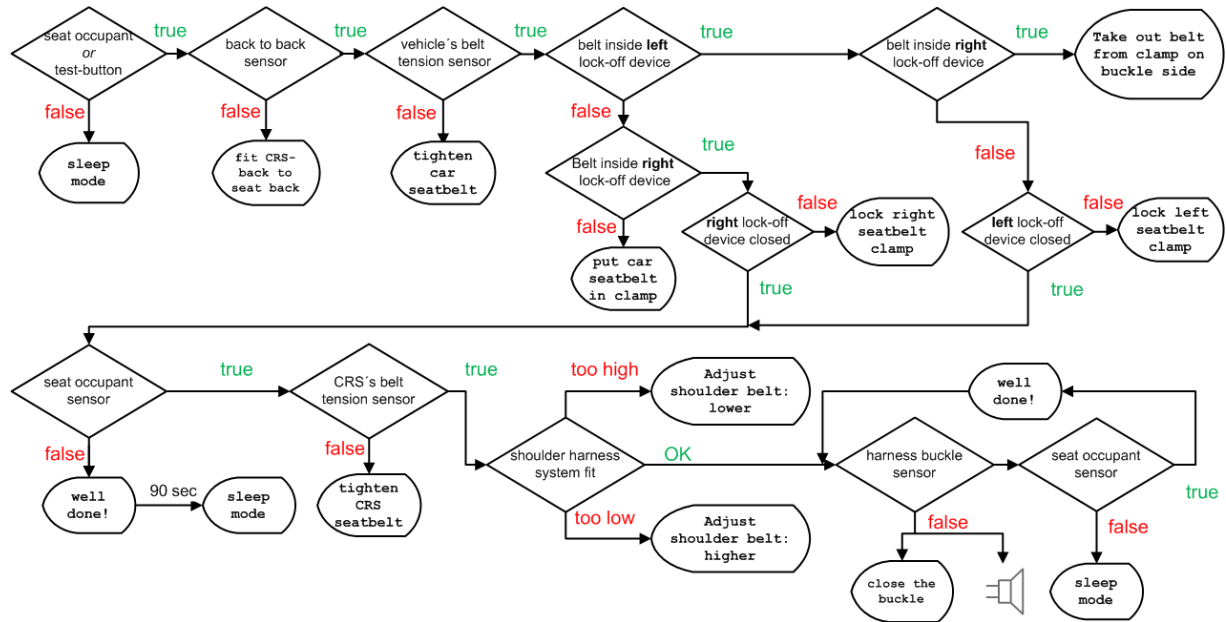 seat occupant
or
test-button
true
false
sleep
mode
back to back
sensor
true
false
fit CRS-
back to
seat back
vehicle´s belt
tension sensor
true
false
tighten
car
seatbelt
belt inside left
lock-off device
true
false
belt inside right
lock-off device
true
false
Take out belt
from clamp on
buckle side
Belt inside right
lock-off device
true
false
put car
seatbelt
in clamp
right lock-off
device closed
false
lock right
seatbelt
clamp
true
left lock-off
device closed
false
lock left
seatbelt
clamp
true
seat occupant
sensor
true
false
well
done!
90 sec
sleep
mode
CRS´s belt
tension sensor
true
false
tighten
CRS
seatbelt
shoulder harness
system fit
too high
Adjust
shoulder belt:
lower
OK
too low
Adjust
shoulder belt:
higher
well
done!
harness buckle
sensor
false
close the
buckle
seat occupant
sensor
true
false
sleep
mode